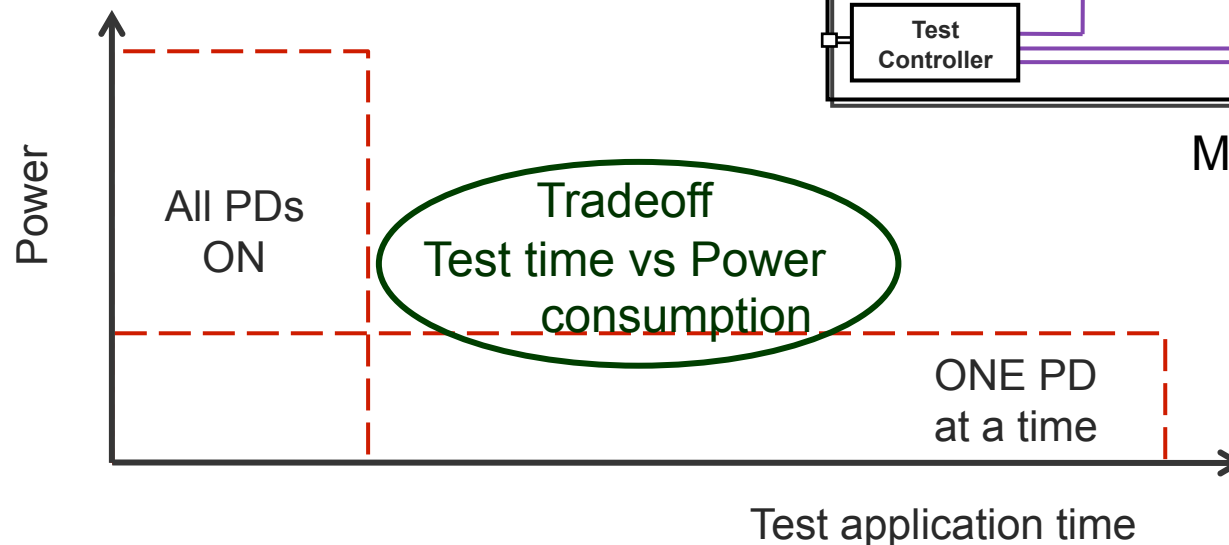 Test
Controller
M
Power
All PDs
ON
Tradeoff
Test time vs Power
consumption
ONE PD
at a time
Test application time